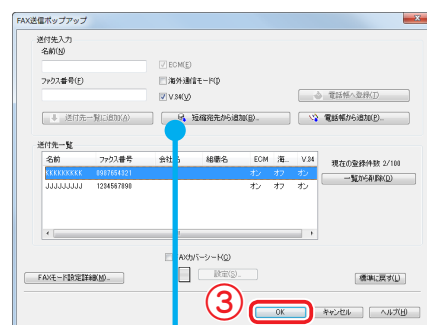 FAX送信ポップアップ
送付先入力
名前(N)
ECM(E)
ファクス番号(F)
海外通信モード(I)
V.34(V)
電話帳へ登録(T)...
送付先一覧に追加(A)
短縮宛先から追加(B)...
電話帳から追加(P)...
送付先一覧
名前 ファクス番号 会社名 組織名 ECM 海... V.34
KKKKKKKKK 0987654321 オン オフ オン
JJJJJJJJJ 1234567890 オン オフ オン
現在の登録件数 2/100
一覧から削除(D)
AXカバーシート(O)
FAXモード設定詳細(M)...
設定(S)...
標準に戻す(L)
③
OK
キャンセル
ヘルプ(H)